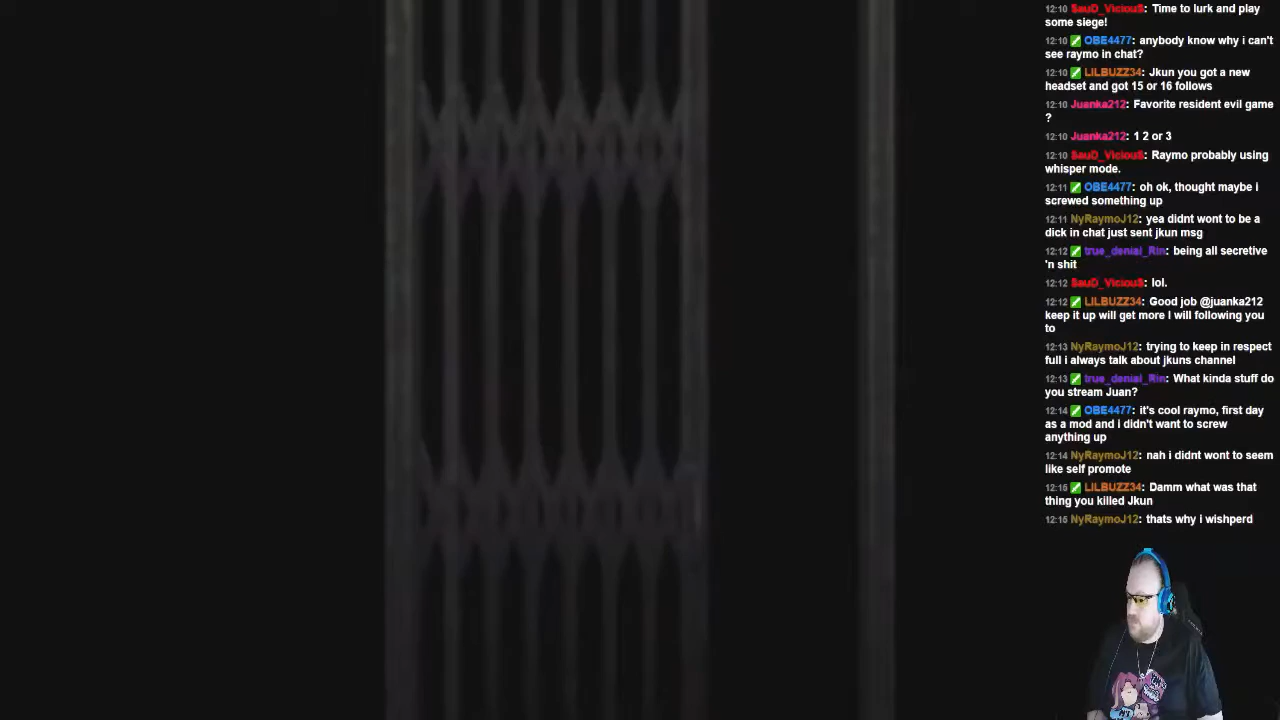 12:10 SauD_ViciouS: Time to lurk and play
some siege!
12:10 OBE4477: anybody know why i can't
see raymo in chat?
12:10 LILBUZZ34: Jkun you got a new
headset and got 15 or 16 follows
12:10 Juanka212: Favorite resident evil game
?
12:10 Juanka212: 1 2 or 3
12:10 SauD_ViciouS: Raymo probably using
whisper mode.
12:11 OBE4477: oh ok, thought maybe i
screwed something up
12:11 NyRaymoJ12: yea didnt wont to be a
dick in chat just sent jkun msg
12:12 true_denial_Rin: being all secretive
'n shit
12:12 SauD_ViciouS: lol.
12:12 LILBUZZ34: Good job @juanka212
keep it up will get more I will following you
to
12:13 NyRaymoJ12: trying to keep in respect
full i always talk about jkuns channel
12:13 true_denial_Rin: What kinda stuff do
you stream Juan?
12:14 OBE4477: it's cool raymo, first day
as a mod and i didn't want to screw
anything up
12:14 NyRaymoJ12: nah i didnt wont to seem
like self promote
12:15 LILBUZZ34: Damm what was that
thing you killed Jkun
12:15 NyRaymoJ12: thats why i wishperd